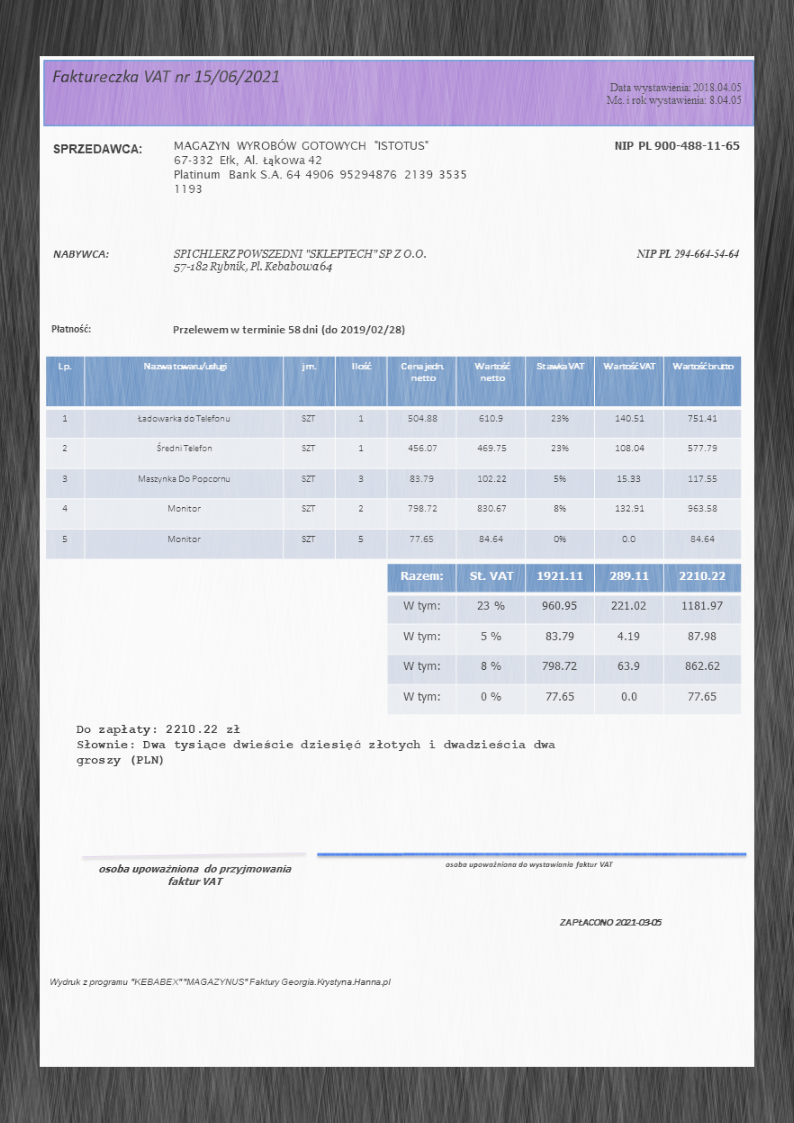 Faktureczka VAT nr 15/06/2021
Data wystawienia: 2018.04.05
Mc. i rok wystawienia: 8.04.05
SPRZEDAWCA:
MAGAZYN WYROBÓW GOTOWYCH "ISTOTUS"
NIP PL 900-488-11-65
67-332 Ełk, Al. Łąkowa 42
Platinum Bank S.A. 64 4906 95294876 2139 3535
1193
NABYWCA:
SPICHLERZ POWSZEDNI "SKLEPTECH" SP Z O.O.
NIP PL 294-664-54-64
57-182 Rybnik, Pl. Kebabowa 64
Płatność:
Przelewem w terminie 58 dni (do 2019/02/28)
Lp. Nazwa towaru/usługi jm. Ilość Cena jedn. netto Wartość netto Stawka VAT Wartość VAT Wartość brutto
1 Ładowarka do Telefonu SZT 1 504.88 610.9 23% 140.51 751.41
2 Średni Telefon SZT 1 456.07 469.75 23% 108.04 577.79
3 Maszynka Do Popcornu SZT 3 83.79 102.22 5% 15.33 117.55
4 Monitor SZT 2 798.72 830.67 8% 132.91 963.58
5 Monitor SZT 5 77.65 84.64 0% 0.0 84.64
Razem: St. VAT 1921.11 289.11 2210.22
W tym: 23 % 960.95 221.02 1181.97
W tym: 5 % 83.79 4.19 87.98
W tym: 8 % 798.72 63.9 862.62
W tym: 0 % 77.65 0.0 77.65
Do zapłaty: 2210.22 zł
Słownie: Dwa tysiące dwieście dziesięć złotych i dwadzieścia dwa
groszy (PLN)
osoba upoważniona do przyjmowania
faktur VAT
osoba upoważniona do wystawiania faktur VAT
ZAPŁACONO 2021-03-05
Wydruk z programu "KEBABEX" "MAGAZYNUS" Faktury Georgia.Krystyna.Hanna.pl